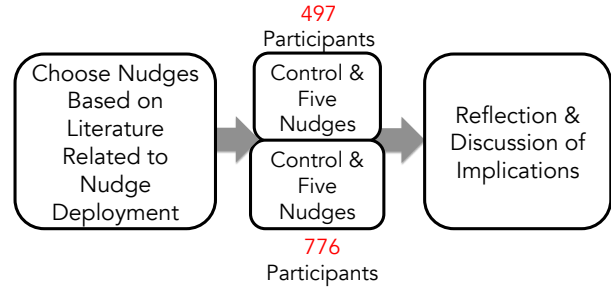 497
Participants
Choose Nudges
Based on
Literature
Related to
Nudge
Deployment
Control &
Five
Nudges
Control &
Five
Nudges
776
Participants
Reflection &
Discussion of
Implications